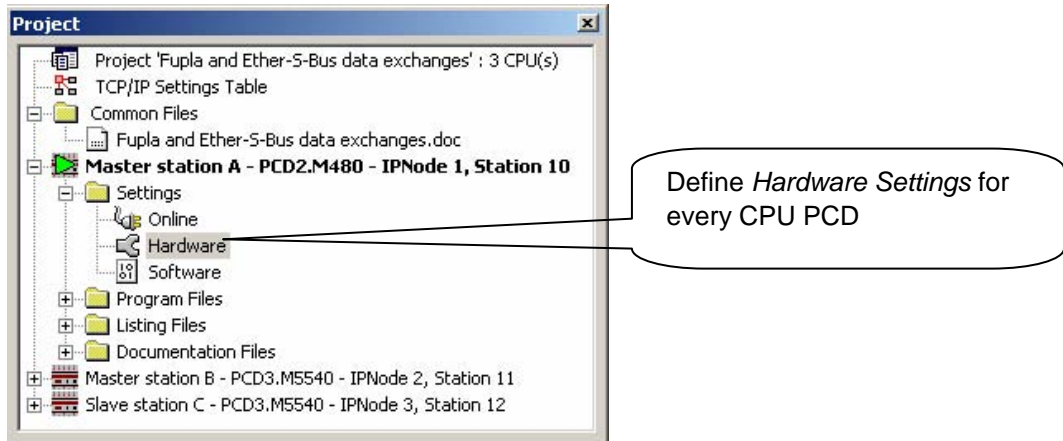 Project
Project 'Fupla and Ether-S-Bus data exchanges' : 3 CPU(s)
TCP/IP Settings Table
Common Files
Fupla and Ether-S-Bus data exchanges.doc
Master station A - PCD2.M480 - IPNode 1, Station 10
Settings
Online
Hardware
Software
Program Files
Listing Files
Documentation Files
Master station B - PCD3.M5540 - IPNode 2, Station 11
Slave station C - PCD3.M5540 - IPNode 3, Station 12
Define Hardware Settings for
every CPU PCD